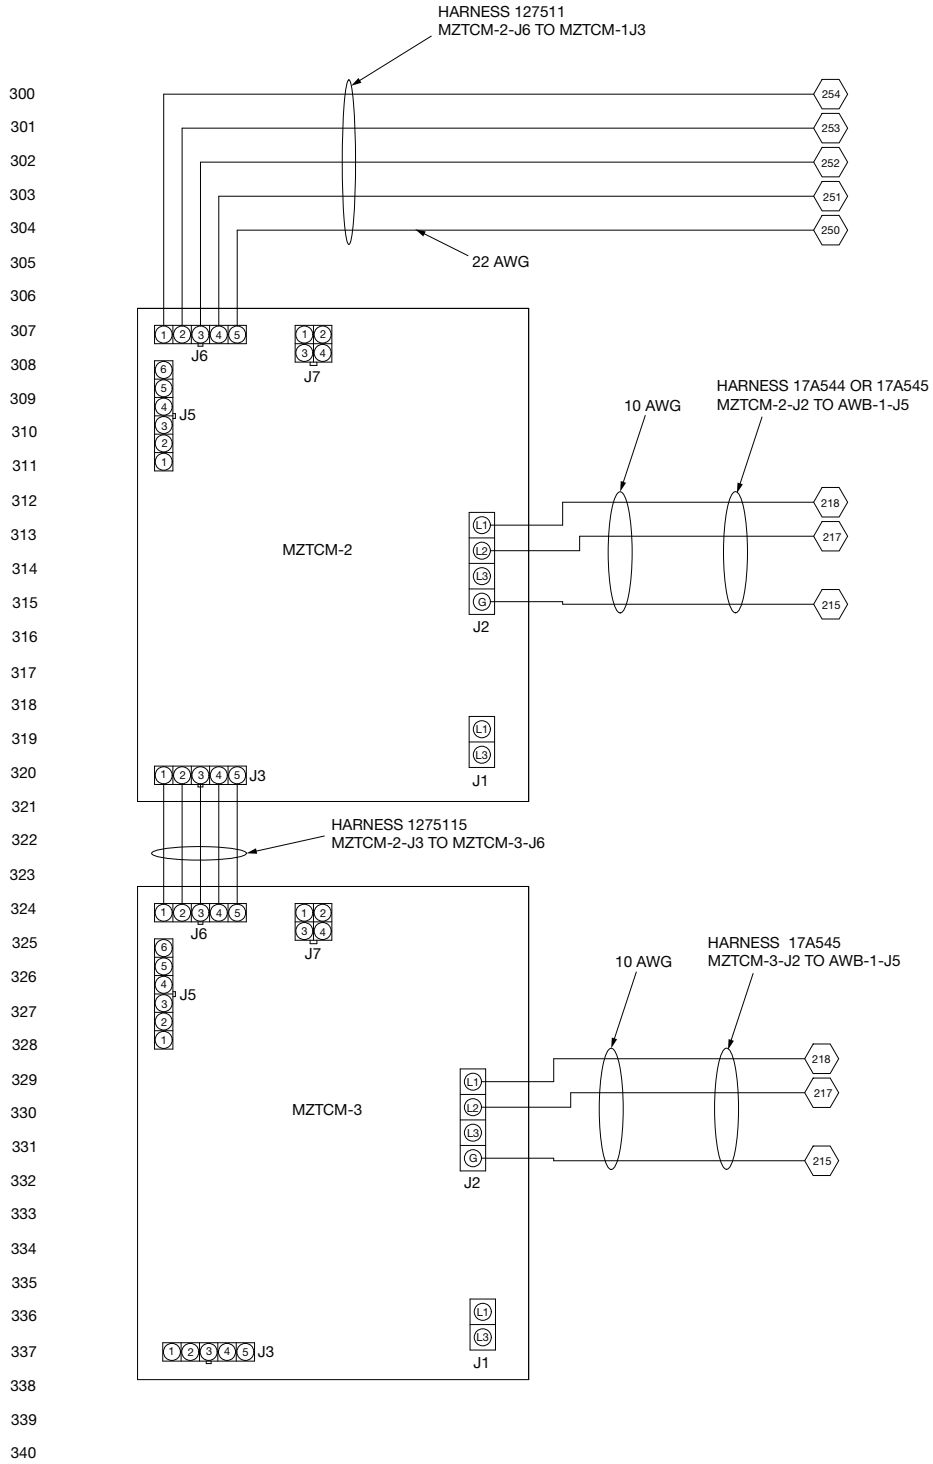 HARNESS 127511
MZTCM-2-J6 TO MZTCM-1J3
300
254
301
253
302
252
303
251
304
250
305
22 AWG
306
307
1 2 3 4 5
1 2
J6
3 4
J7
308
6
5
HARNESS 17A544 OR 17A545
309
4
J5
10 AWG
MZTCM-2-J2 TO AWB-1-J5
310
3
2
311
1
312
218
313
L1
217
MZTCM-2
L2
314
L3
315
G
215
J2
316
317
318
319
L1
L3
320
1 2 3 4 5
J3
J1
321
322
HARNESS 1275115
MZTCM-2-J3 TO MZTCM-3-J6
323
324
1 2 3 4 5
1 2
J6
3 4
J7
325
6
HARNESS 17A545
326
5
10 AWG
MZTCM-3-J2 TO AWB-1-J5
4
J5
327
3
2
328
1
218
329
L1
217
330
MZTCM-3
L2
331
L3
G
215
332
J2
333
334
335
336
L1
L3
337
1 2 3 4 5
J3
J1
338
339
340